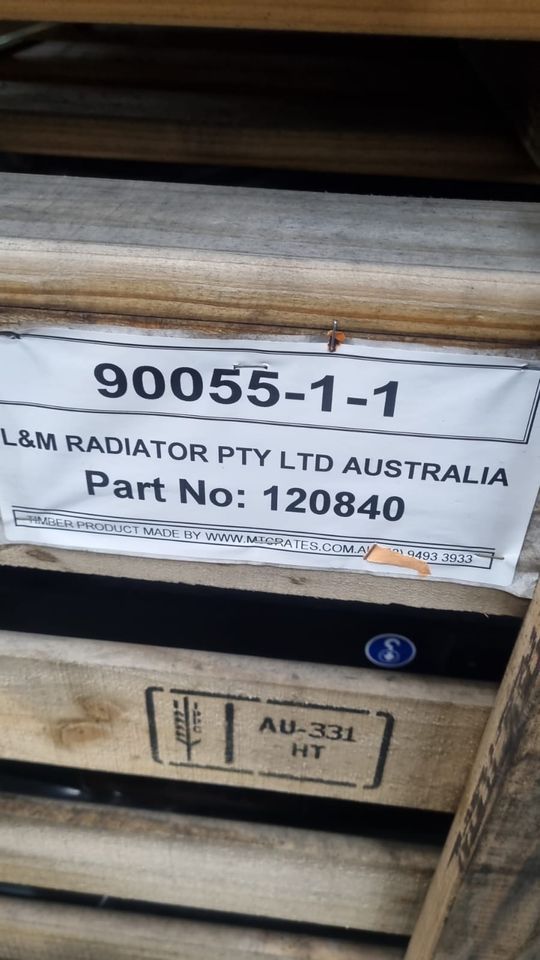 90055-1-1
L&M RADIATOR PTY LTD AUSTRALIA
Part No: 120840
TIMBER PRODUCT MADE BY WWW.MTCRATES.COM.AU 9493 3933
IPPC
AU-331
HT